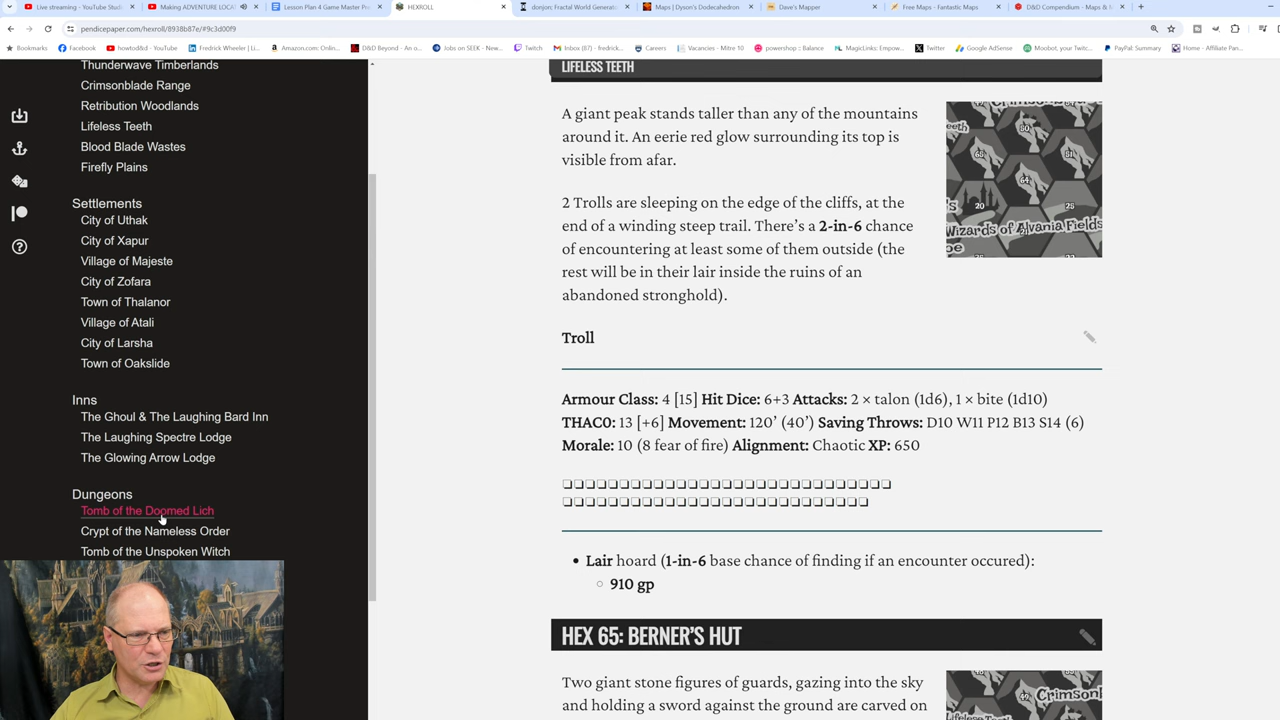 Live streaming - YouTube Studi
Making ADVENTURE LOCA
Lesson Plan 4 Game Master Pr
HEXROLL
donjon: Fractal World Generato
Maps | Dyson's Dodecahedron
Dave's Mapper
Free Maps - Fantastic Maps
D&D Compendium - Maps & M
pendicepaper.com/hexroll/8938b87e/#9c3d00f9
Bookmarks
howtodd - YouTube
Fredrick Wheeler | Li...
Amazon.com: Onlin...
D&D Beyond - An o...
Jobs on SEEK - New...
Twitch
Inbox (87) - fredrick...
Careers
Vacancies - Mitre 10
powershop : Balance
MagicLinks: Empow...
Twitter
Google AdSense
Moobot, your Twitc...
PayPal: Summary
Home - Affiliate Pan...
Thunderwave Timberlands
Crimsonblade Range
Retribution Woodlands
Lifeless Teeth
Blood Blade Wastes
Firefly Plains
Settlements
City of Uthak
City of Xapur
Village of Majeste
City of Zofara
Town of Thalanor
Village of Atali
City of Larsha
Town of Oakslide
Inns
The Ghoul & The Laughing Bard Inn
The Laughing Spectre Lodge
The Glowing Arrow Lodge
Dungeons
Tomb of the Doomed Lich
Crypt of the Nameless Order
Tomb of the Unspoken Witch
LIFELESS TEETH
A giant peak stands taller than any of the mountains
around it. An eerie red glow surrounding its top is
visible from afar.
2 Trolls are sleeping on the edge of the cliffs, at the
end of a winding steep trail. There's a 2-in-6 chance
of encountering at least some of them outside (the
rest will be in their lair inside the ruins of an
abandoned stronghold).
50
65
51
64
20
25
Wizards of Alvania Fields
Troll
Armour Class: 4 [15] Hit Dice: 6+3 Attacks: 2 × talon (1d6), 1 × bite (1d10)
THAC0: 13 [+6] Movement: 120' (40') Saving Throws: D10 W11 P12 B13 S14 (6)
Morale: 10 (8 fear of fire) Alignment: Chaotic XP: 650
Lair hoard (1-in-6 base chance of finding if an encounter occured):
910 gp
HEX 65: BERNER'S HUT
Two giant stone figures of guards, gazing into the sky
and holding a sword against the ground are carved on
Crimson
Lifeless Teeth